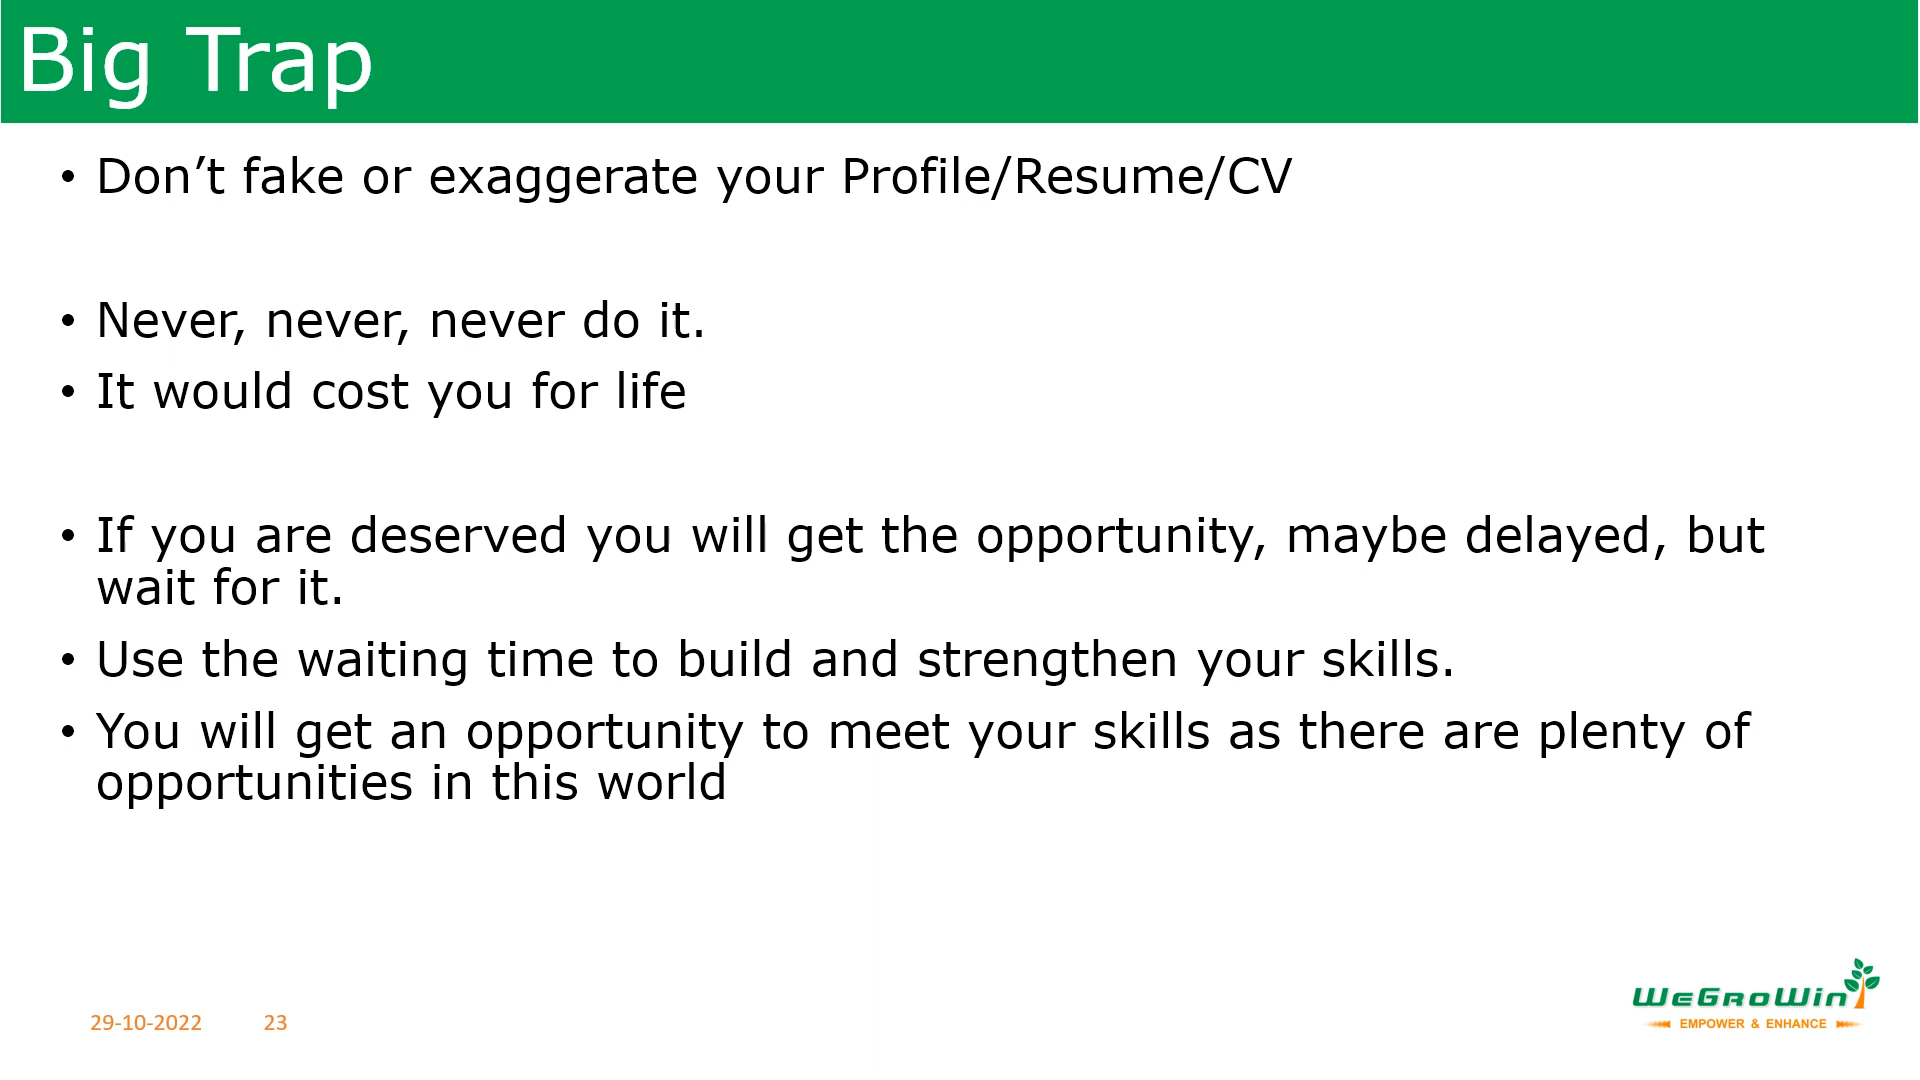 Big Trap
• Don’t fake or exaggerate your Profile/Resume/CV
• Never, never, never do it.
• It would cost you for life
• If you are deserved you will get the opportunity, maybe delayed, but
wait for it.
• Use the waiting time to build and strengthen your skills.
• You will get an opportunity to meet your skills as there are plenty of
opportunities in this world
29-10-2022 23
WeGroWin
EMPOWER & ENHANCE